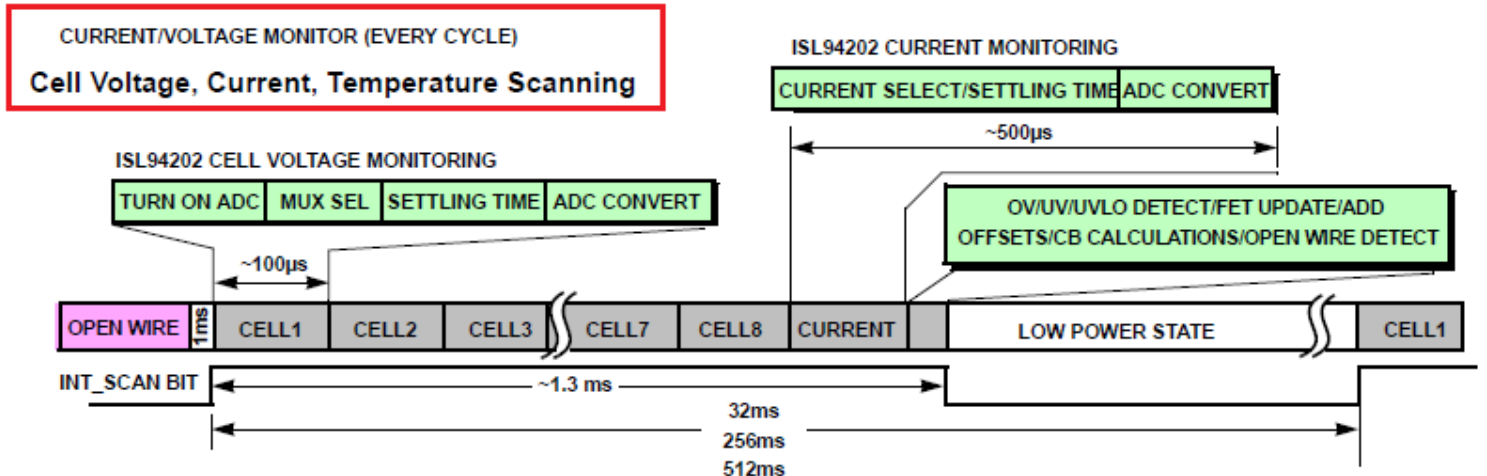 CURRENT/VOLTAGE MONITOR (EVERY CYCLE)
Cell Voltage, Current, Temperature Scanning
ISL94202 CURRENT MONITORING
CURRENT SELECT/SETTLING TIME ADC CONVERT
~500µs
ISL94202 CELL VOLTAGE MONITORING
TURN ON ADC MUX SEL SETTLING TIME ADC CONVERT
OV/UV/UVLO DETECT/FET UPDATE/ADD
OFFSETS/CB CALCULATIONS/OPEN WIRE DETECT
~100µs
OPEN WIRE 1ms CELL1 CELL2 CELL3 CELL7 CELL8 CURRENT LOW POWER STATE CELL1
INT_SCAN BIT
~1.3 ms
32ms
256ms
512ms